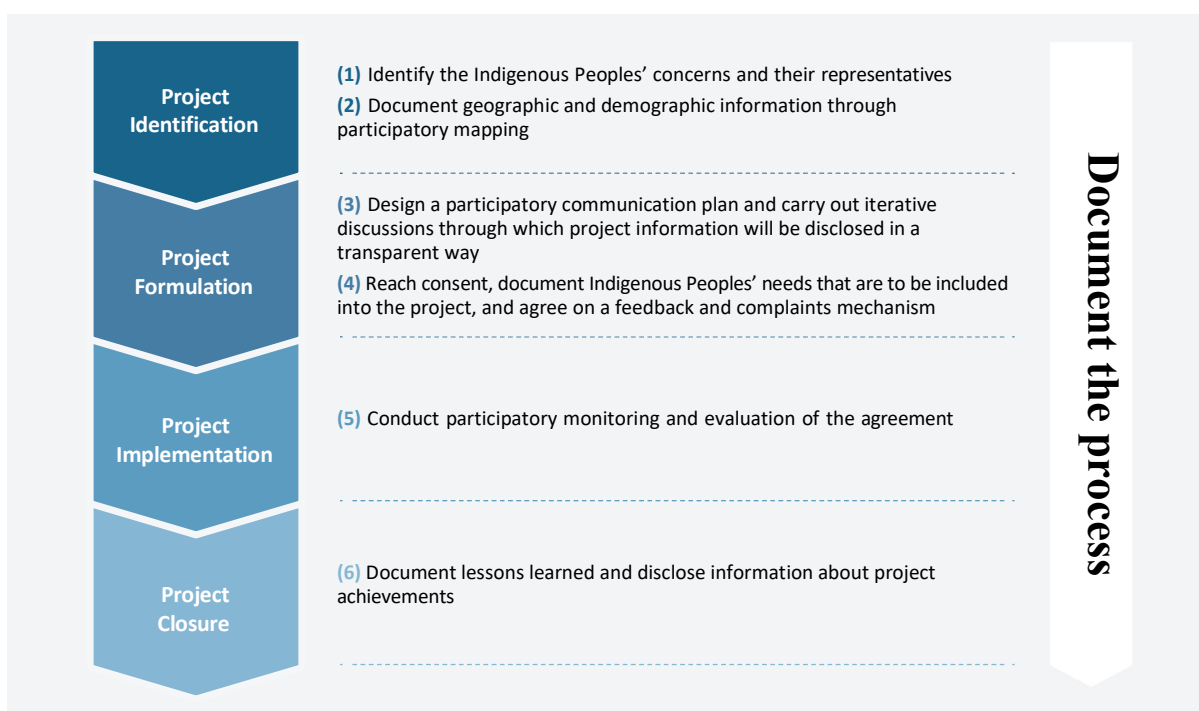 Project
Identification
(1) Identify the Indigenous Peoples’ concerns and their representatives
(2) Document geographic and demographic information through
participatory mapping
Project
Formulation
(3) Design a participatory communication plan and carry out iterative
discussions through which project information will be disclosed in a
transparent way
(4) Reach consent, document Indigenous Peoples’ needs that are to be included
into the project, and agree on a feedback and complaints mechanism
Project
Implementation
(5) Conduct participatory monitoring and evaluation of the agreement
Project
Closure
(6) Document lessons learned and disclose information about project
achievements
Document the process